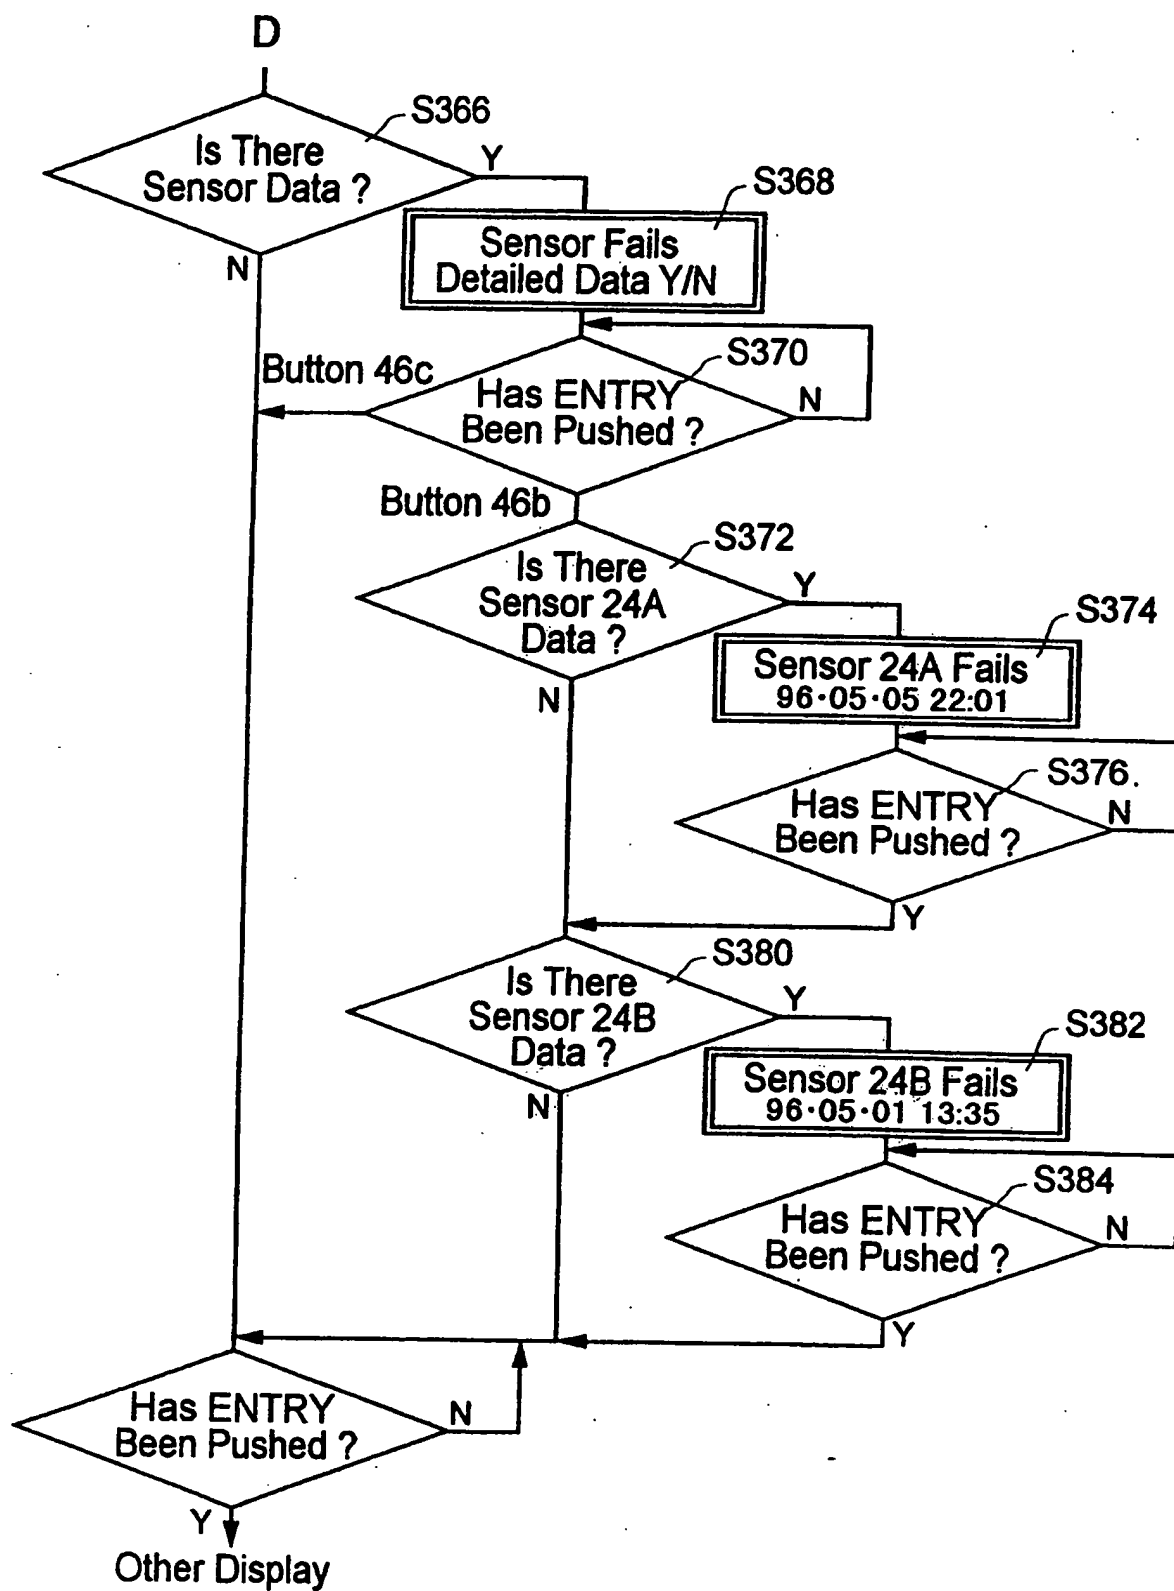 D
S366
Is There
Sensor Data ?
Y
N
S368
Sensor Fails
Detailed Data Y/N
Button 46c
S370
Has ENTRY
Been Pushed ?
N
Button 46b
S372
Is There
Sensor 24A
Data ?
Y
N
S374
Sensor 24A Fails
96·05·05 22:01
S376.
Has ENTRY
Been Pushed ?
N
Y
S380
Is There
Sensor 24B
Data ?
Y
N
S382
Sensor 24B Fails
96·05·01 13:35
S384
Has ENTRY
Been Pushed ?
N
Y
Has ENTRY
Been Pushed ?
N
Y
Other Display